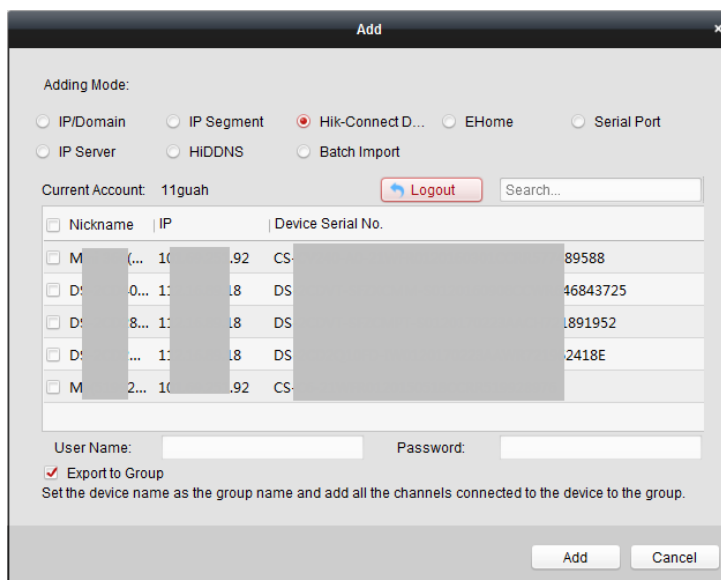 Add
Adding Mode:
IP/Domain IP Segment Hik-Connect D... EHome Serial Port
IP Server HiDDNS Batch Import
Current Account: 11guah Logout Search...
Nickname IP Device Serial No.
M (... 10 .92 CS- 89588
DS 0... 11 18 DS 46843725
DS 8... 11 18 DS 1891952
DS ... 11 18 DS 2418E
M 2... 10 .92 CS-
User Name: Password:
Export to Group
Set the device name as the group name and add all the channels connected to the device to the group.
Add Cancel